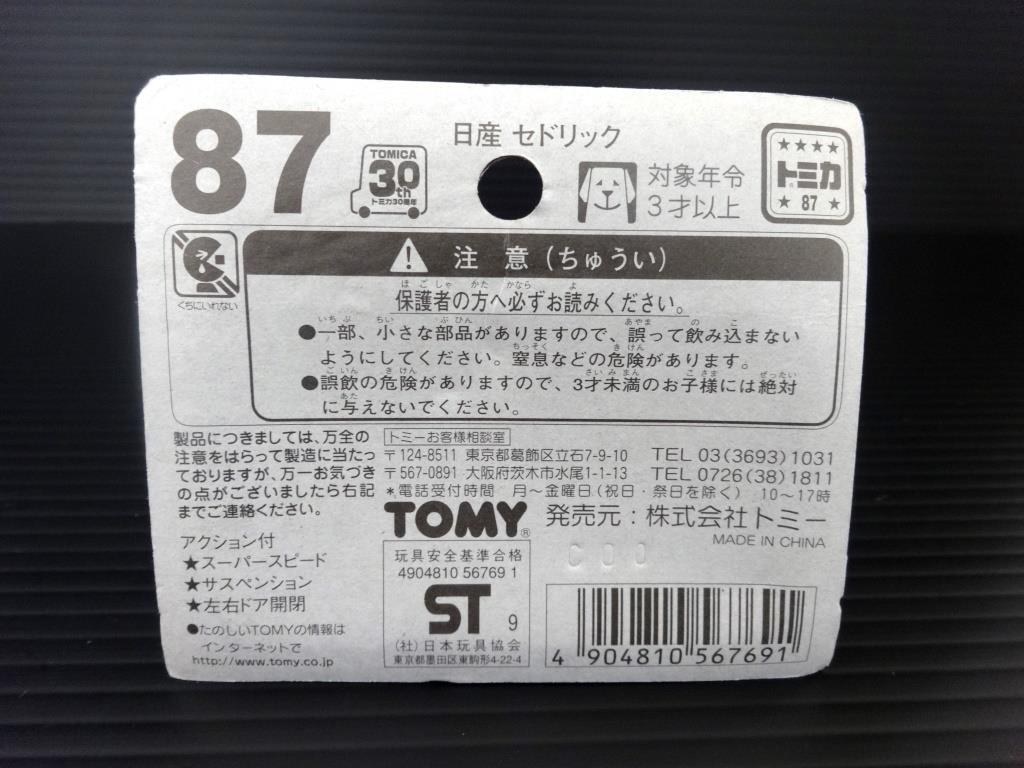 87
TOMICA
30th
トミカ30周年
日産 セドリック
対象年令
3才以上
トミカ
87
くちにいれない
注 意（ちゅうい）
保護者の方へ必ずお読みください。
●一部、小さな部品がありますので、誤って飲み込まない
ようにしてください。窒息などの危険があります。
●誤飲の危険がありますので、3才未満のお子様には絶対
に与えないでください。
製品につきましては、万全の
注意をはらって製造に当たっ
ておりますが、万一お気づき
の点がございましたら右記
までご連絡ください。
トミーお客様相談室
〒124-8511 東京都葛飾区立石7-9-10 TEL 03(3693)1031
〒567-0891 大阪府茨木市水尾1-1-13 TEL 0726(38)1811
＊電話受付時間 月～金曜日（祝日・祭日を除く） 10～17時
TOMY®
発売元：株式会社トミー
MADE IN CHINA
アクション付
★スーパースピード
★サスペンション
★左右ドア開閉
●たのしいTOMYの情報は
インターネットで
http://www.tomy.co.jp
玩具安全基準合格
4904810 56769 1
ST 9
（社）日本玩具協会
東京都墨田区東駒形4-22-4
C00
4 904810 567691